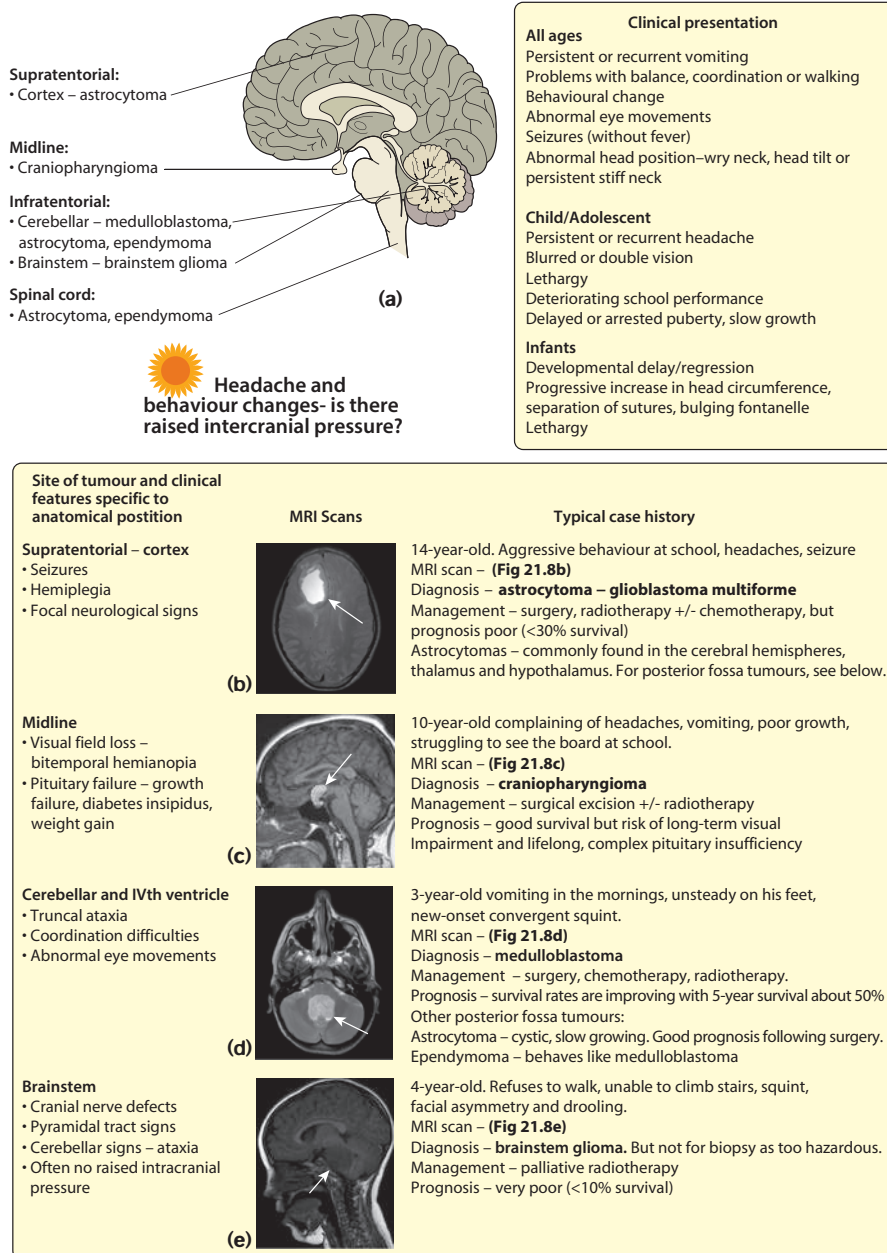 Supratentorial:
• Cortex – astrocytoma
Midline:
• Craniopharyngioma
Infratentorial:
• Cerebellar – medulloblastoma,
astrocytoma, ependymoma
• Brainstem – brainstem glioma
Spinal cord:
• Astrocytoma, ependymoma
(a)
Headache and
behaviour changes- is there
raised intercranial pressure?
Clinical presentation
All ages
Persistent or recurrent vomiting
Problems with balance, coordination or walking
Behavioural change
Abnormal eye movements
Seizures (without fever)
Abnormal head position–wry neck, head tilt or
persistent stiff neck
Child/Adolescent
Persistent or recurrent headache
Blurred or double vision
Lethargy
Deteriorating school performance
Delayed or arrested puberty, slow growth
Infants
Developmental delay/regression
Progressive increase in head circumference,
separation of sutures, bulging fontanelle
Lethargy
Site of tumour and clinical
features specific to
anatomical postition
MRI Scans
Typical case history
Supratentorial – cortex
• Seizures
• Hemiplegia
• Focal neurological signs
(b)
14-year-old. Aggressive behaviour at school, headaches, seizure
MRI scan – (Fig 21.8b)
Diagnosis – astrocytoma – glioblastoma multiforme
Management – surgery, radiotherapy +/- chemotherapy, but
prognosis poor (<30% survival)
Astrocytomas – commonly found in the cerebral hemispheres,
thalamus and hypothalamus. For posterior fossa tumours, see below.
Midline
• Visual field loss –
bitemporal hemianopia
• Pituitary failure – growth
failure, diabetes insipidus,
weight gain
(c)
10-year-old complaining of headaches, vomiting, poor growth,
struggling to see the board at school.
MRI scan – (Fig 21.8c)
Diagnosis – craniopharyngioma
Management – surgical excision +/- radiotherapy
Prognosis – good survival but risk of long-term visual
Impairment and lifelong, complex pituitary insufficiency
Cerebellar and IVth ventricle
• Truncal ataxia
• Coordination difficulties
• Abnormal eye movements
(d)
3-year-old vomiting in the mornings, unsteady on his feet,
new-onset convergent squint.
MRI scan – (Fig 21.8d)
Diagnosis – medulloblastoma
Management – surgery, chemotherapy, radiotherapy.
Prognosis – survival rates are improving with 5-year survival about 50%
Other posterior fossa tumours:
Astrocytoma – cystic, slow growing. Good prognosis following surgery.
Ependymoma – behaves like medulloblastoma
Brainstem
• Cranial nerve defects
• Pyramidal tract signs
• Cerebellar signs – ataxia
• Often no raised intracranial
pressure
(e)
4-year-old. Refuses to walk, unable to climb stairs, squint,
facial asymmetry and drooling.
MRI scan – (Fig 21.8e)
Diagnosis – brainstem glioma. But not for biopsy as too hazardous.
Management – palliative radiotherapy
Prognosis – very poor (<10% survival)